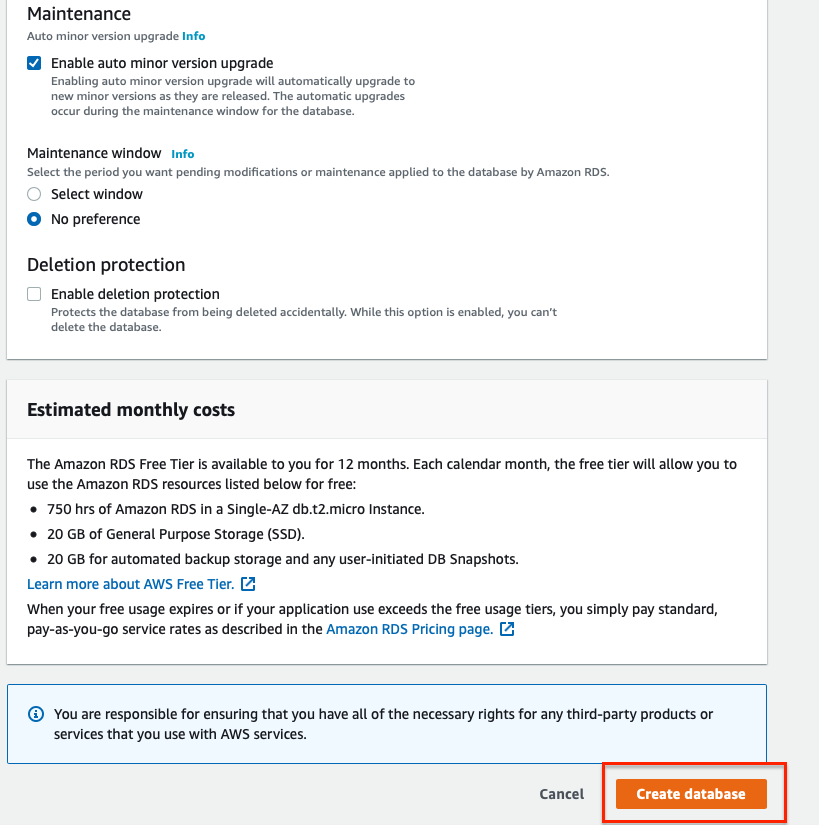 Maintenance
Auto minor version upgrade Info
Enable auto minor version upgrade
Enabling auto minor version upgrade will automatically upgrade to
new minor versions as they are released. The automatic upgrades
occur during the maintenance window for the database.
Maintenance window Info
Select the period you want pending modifications or maintenance applied to the database by Amazon RDS.
Select window
No preference
Deletion protection
Enable deletion protection
Protects the database from being deleted accidentally. While this option is enabled, you can't
delete the database.
Estimated monthly costs
The Amazon RDS Free Tier is available to you for 12 months. Each calendar month, the free tier will allow you to
use the Amazon RDS resources listed below for free:
• 750 hrs of Amazon RDS in a Single-AZ db.t2.micro Instance.
• 20 GB of General Purpose Storage (SSD).
• 20 GB for automated backup storage and any user-initiated DB Snapshots.
Learn more about AWS Free Tier.
When your free usage expires or if your application use exceeds the free usage tiers, you simply pay standard,
pay-as-you-go service rates as described in the Amazon RDS Pricing page.
You are responsible for ensuring that you have all of the necessary rights for any third-party products or
services that you use with AWS services.
Cancel Create database